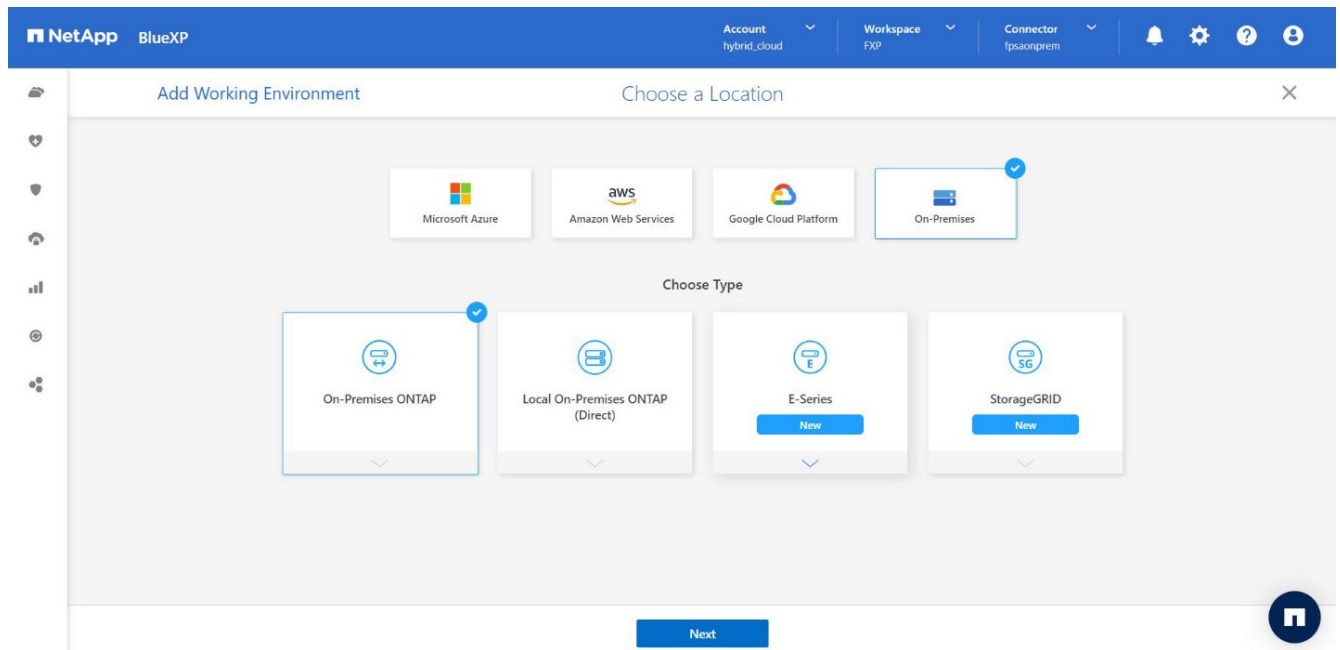 NetApp BlueXP
Account
hybrid_cloud
Workspace
FXP
Connector
fpsaonprem
Add Working Environment
Choose a Location
Microsoft Azure
aws
Amazon Web Services
Google Cloud Platform
On-Premises
Choose Type
On-Premises ONTAP
Local On-Premises ONTAP
(Direct)
E
E-Series
New
SG
StorageGRID
New
Next